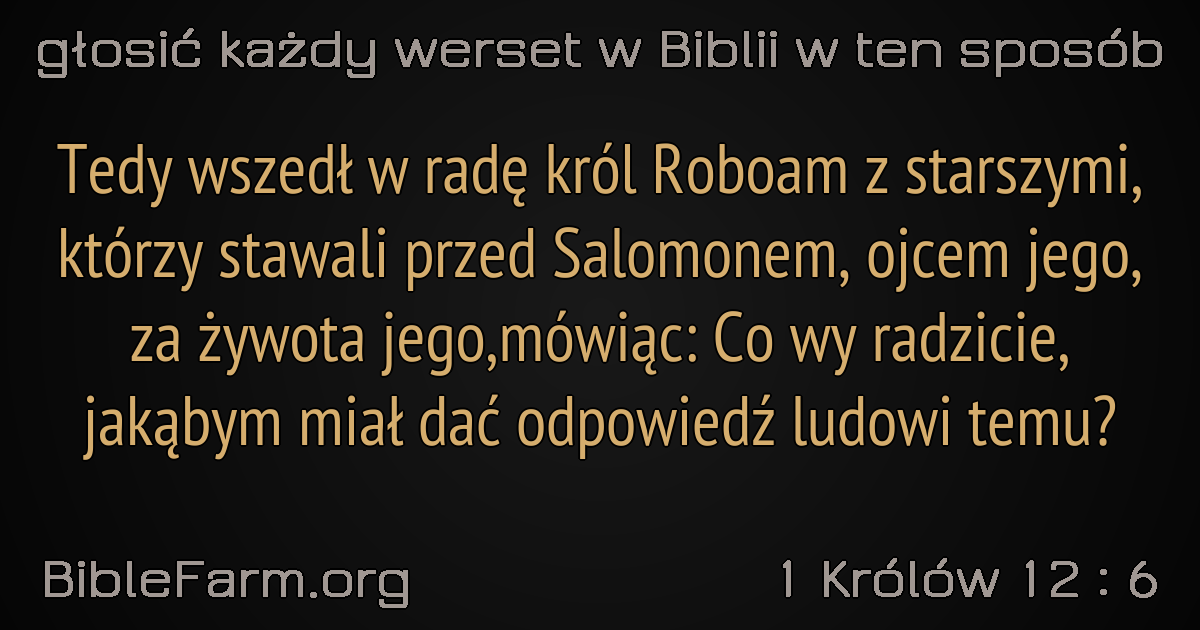 głosić każdy werset w Biblii w ten sposób
Tedy wszedł w radę król Roboam z starszymi,
którzy stawali przed Salomonem, ojcem jego,
za żywota jego,mówiąc: Co wy radzicie,
jakąbym miał dać odpowiedź ludowi temu?
BibleFarm.org
1 Królów 12 : 6